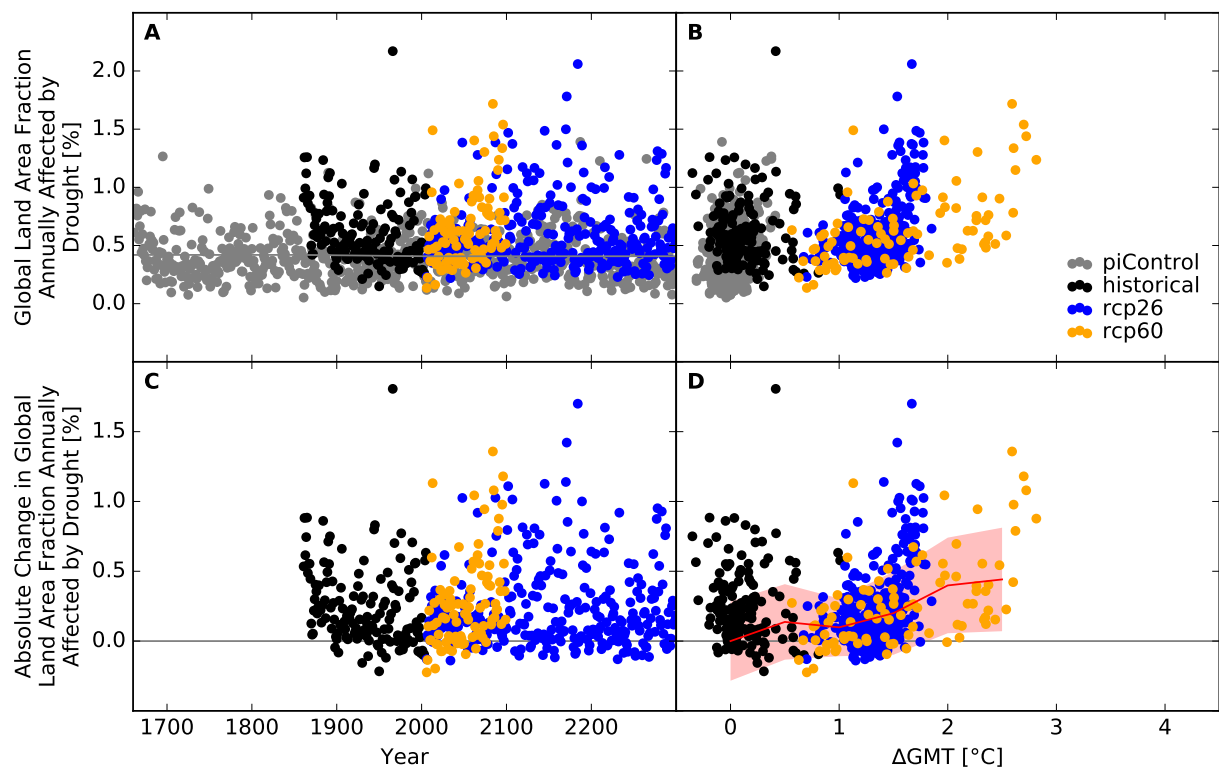 A
B
Global Land Area Fraction
Annually Affected by
Drought [%]
2.0
1.5
1.0
0.5
0.0
piControl
historical
rcp26
rcp60
C
D
Absolute Change in Global
Land Area Fraction Annually
Affected by Drought [%]
1.5
1.0
0.5
0.0
1700 1800 1900 2000 2100 2200
0 1 2 3 4
Year
ΔGMT [°C]